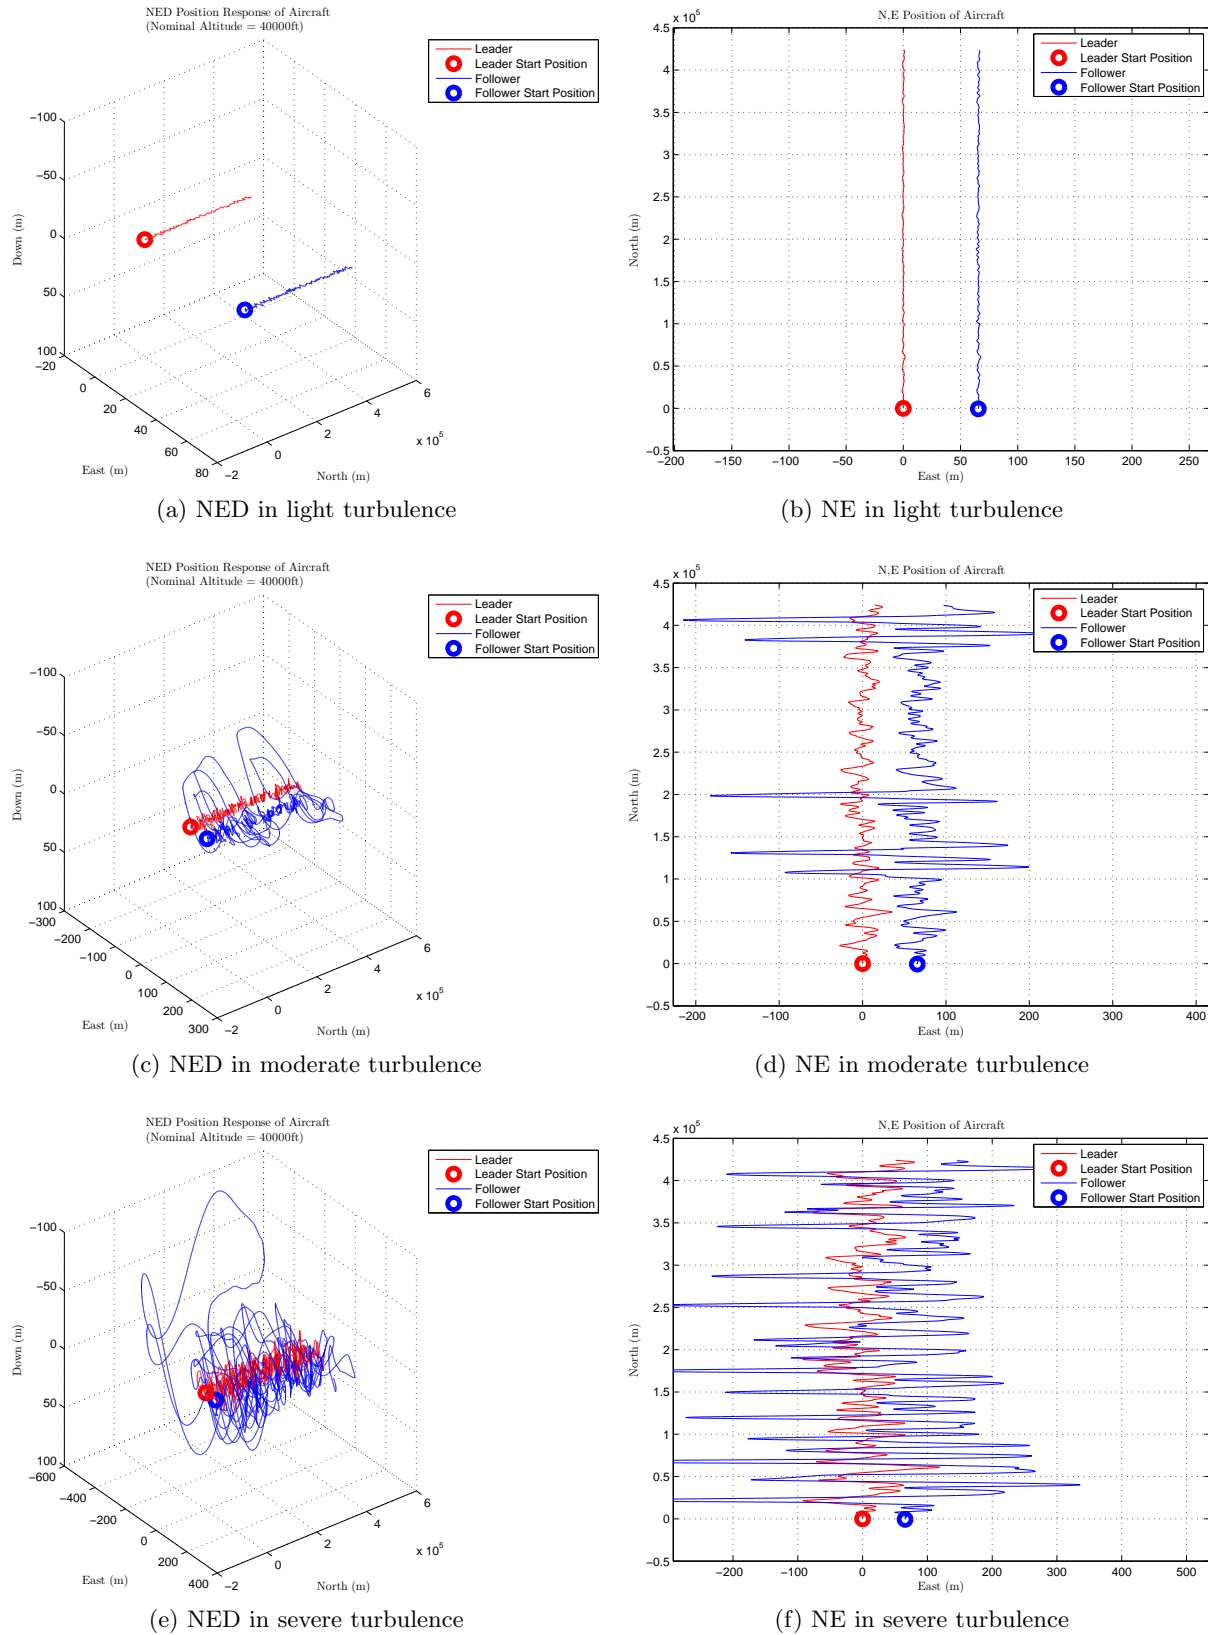 NED Position Response of Aircraft
(Nominal Altitude = 40000ft)
Leader
Leader Start Position
Follower
Follower Start Position
−100
−50
0
50
100
Down (m)
−20
0
20
40
60
80
East (m)
−2
0
2
4
6
x 10^5
North (m)
(a) NED in light turbulence
N,E Position of Aircraft
x 10^5
Leader
Leader Start Position
Follower
Follower Start Position
4.5
4
3.5
3
2.5
2
1.5
1
0.5
0
−0.5
North (m)
−200 −150 −100 −50 0 50 100 150 200 250
East (m)
(b) NE in light turbulence
NED Position Response of Aircraft
(Nominal Altitude = 40000ft)
Leader
Leader Start Position
Follower
Follower Start Position
−100
−50
0
50
100
Down (m)
−300
−200
−100
0
100
200
300
East (m)
−2
0
2
4
6
x 10^5
North (m)
(c) NED in moderate turbulence
N,E Position of Aircraft
x 10^5
Leader
Leader Start Position
Follower
Follower Start Position
4.5
4
3.5
3
2.5
2
1.5
1
0.5
0
−0.5
North (m)
−200 −100 0 100 200 300 400
East (m)
(d) NE in moderate turbulence
NED Position Response of Aircraft
(Nominal Altitude = 40000ft)
Leader
Leader Start Position
Follower
Follower Start Position
−100
−50
0
50
100
Down (m)
−600
−400
−200
0
200
400
East (m)
−2
0
2
4
6
x 10^5
North (m)
(e) NED in severe turbulence
N,E Position of Aircraft
x 10^5
Leader
Leader Start Position
Follower
Follower Start Position
4.5
4
3.5
3
2.5
2
1.5
1
0.5
0
−0.5
North (m)
−200 −100 0 100 200 300 400 500
East (m)
(f) NE in severe turbulence